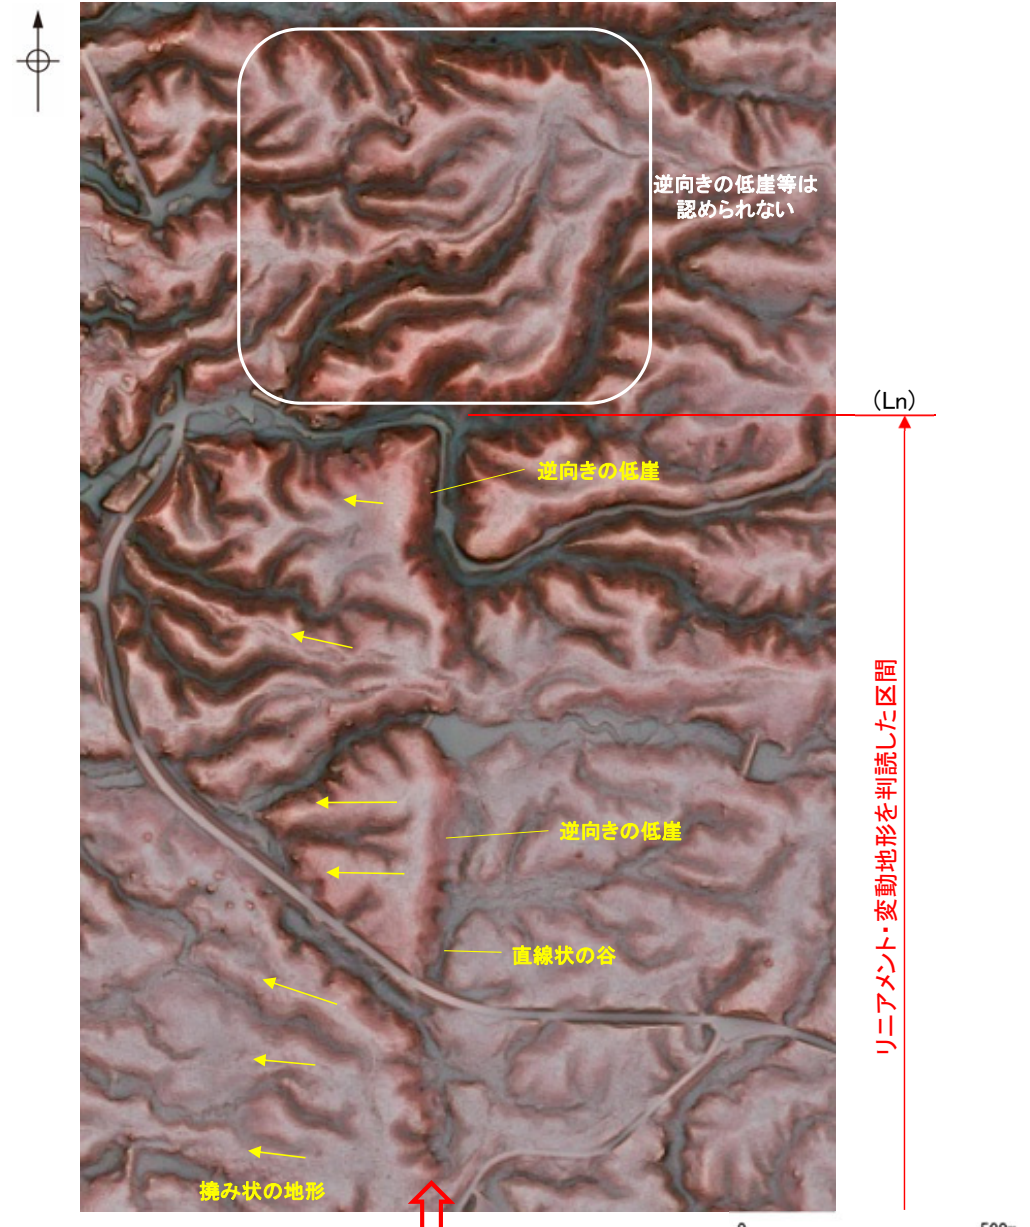 逆向きの低崖等は
認められない
(Ln)
逆向きの低崖
リニアメント・変動地形を判読した区間
逆向きの低崖
直線状の谷
撓み状の地形